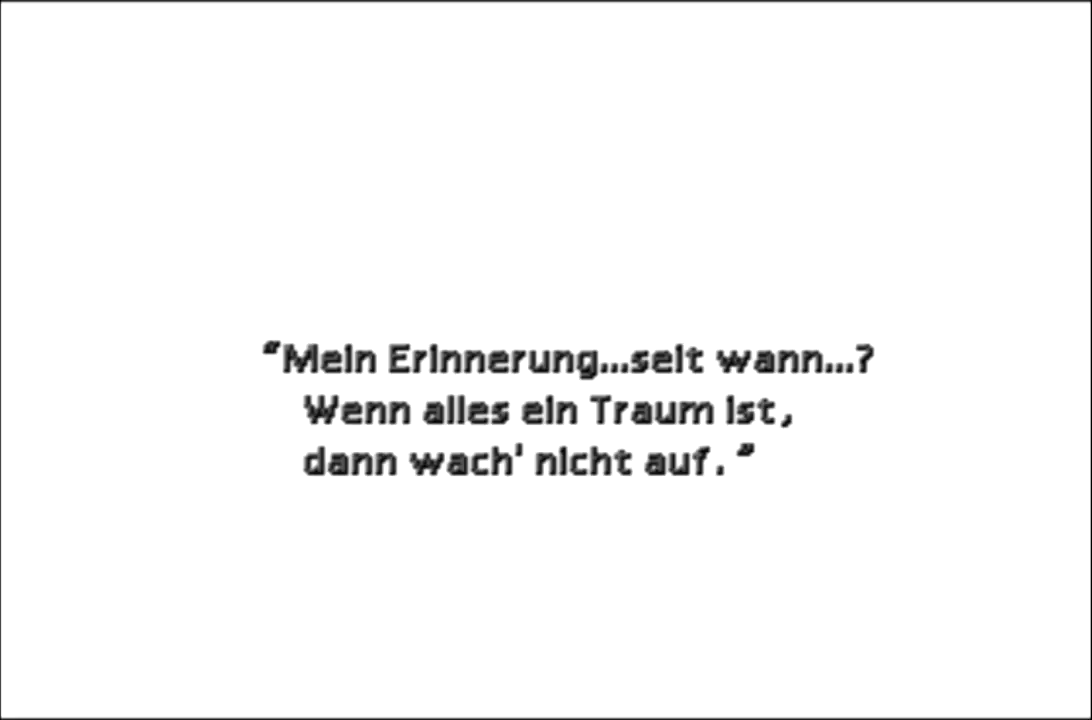 “Mein Erinnerung...seit wann...?
Wenn alles ein Traum ist,
dann wach' nicht auf. ”